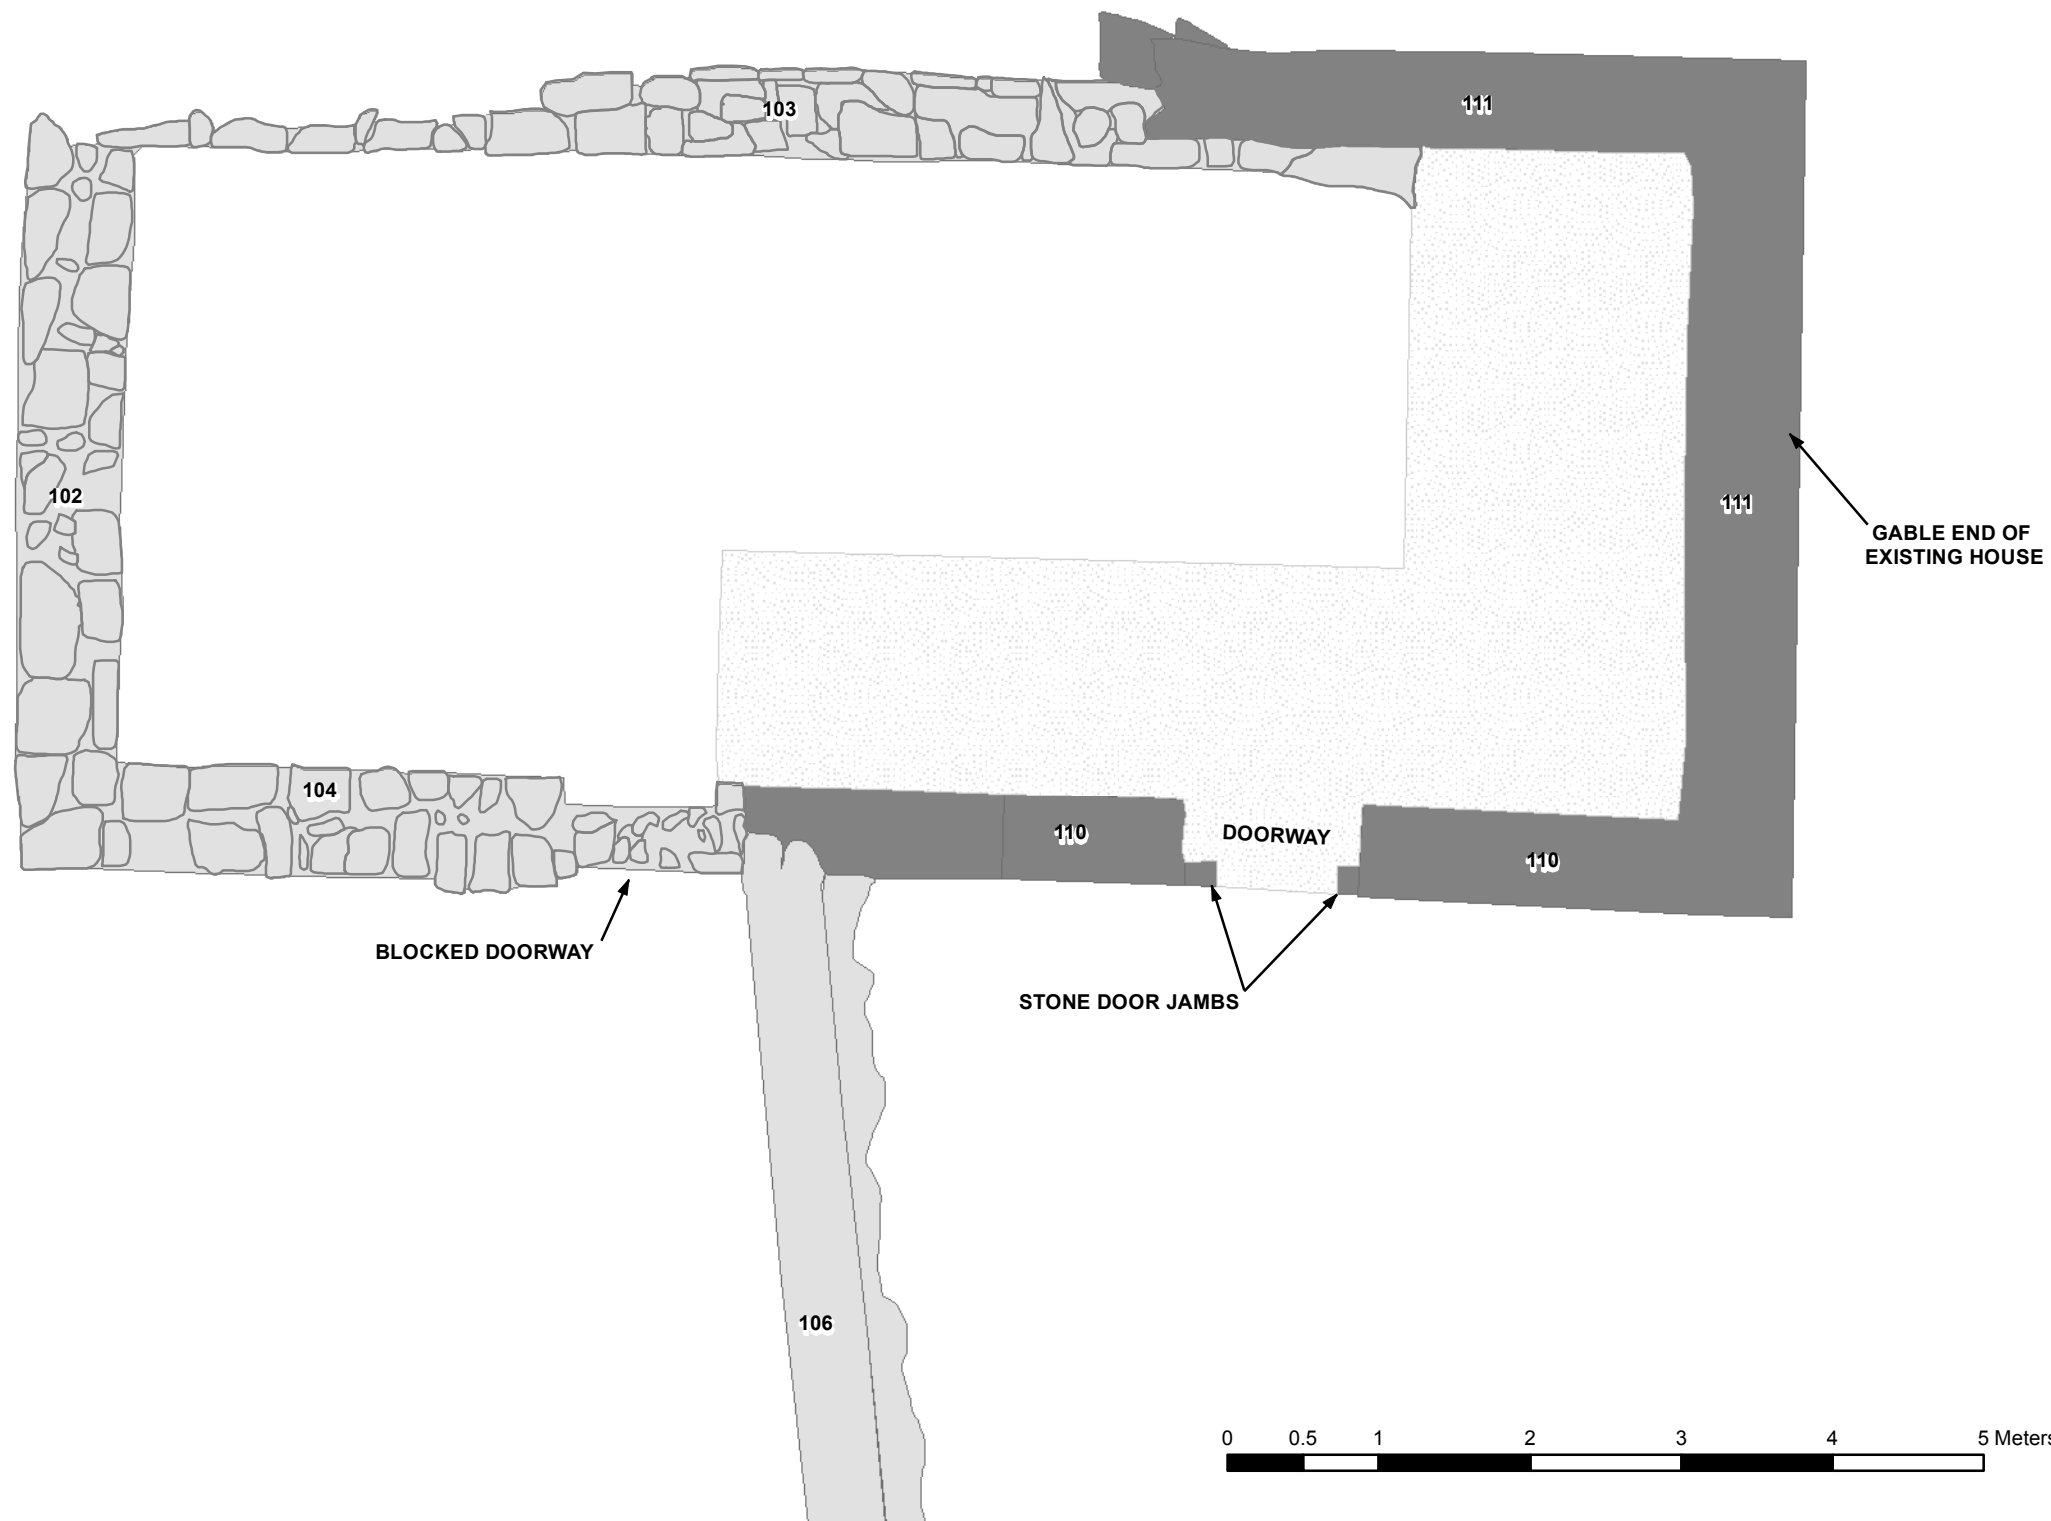 103
111
102
111
GABLE END OF
EXISTING HOUSE
104
110
DOORWAY
110
BLOCKED DOORWAY
STONE DOOR JAMBS
106
0 0.5 1 2 3 4 5 Meters